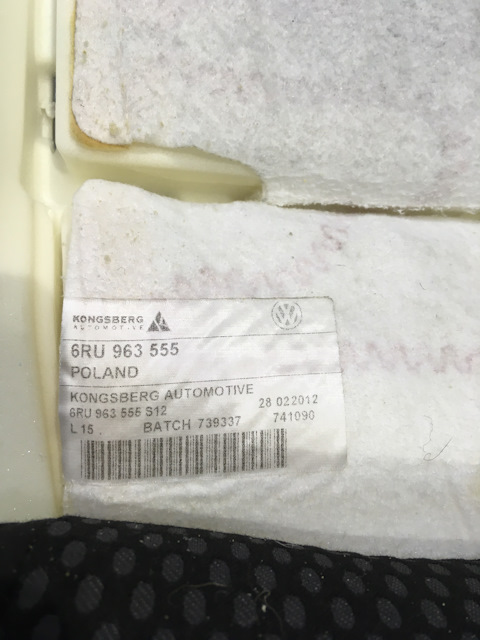 KONGSBERG
AUTOMOTIVE
6RU 963 555
POLAND
KONGSBERG AUTOMOTIVE
6RU 963 555 S12 28 022012
L 15 BATCH 739337 741090